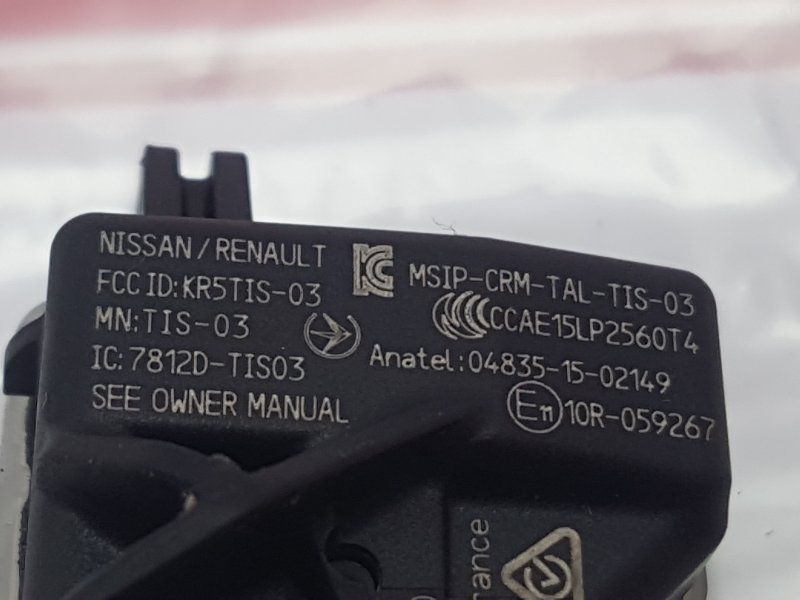 NISSAN/RENAULT
FCC ID:KR5TIS-03
MN:TIS-03
IC:7812D-TIS03
SEE OWNER MANUAL
MSIP-CRM-TAL-TIS-03
CCAE15LP2560T4
Anatel:04835-15-02149
E11 10R-059267
rance